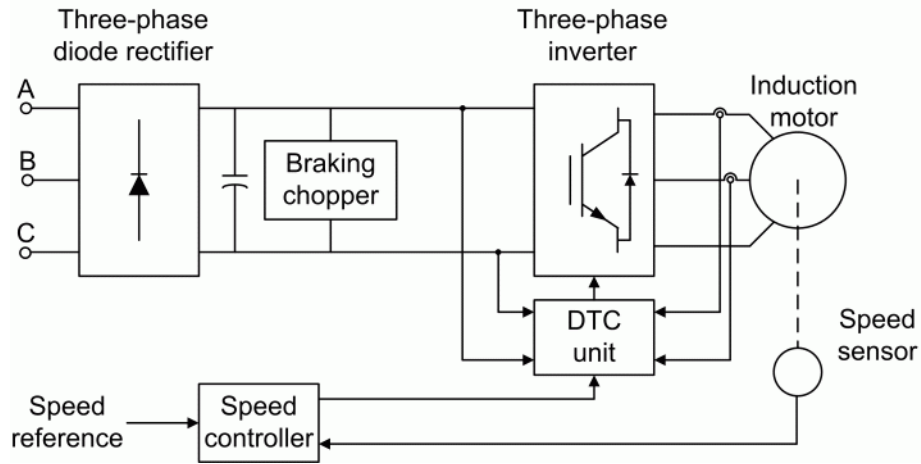 Three-phase
diode rectifier
Three-phase
inverter
A
B
C
Braking
chopper
Induction
motor
DTC
unit
Speed
sensor
Speed
reference
Speed
controller